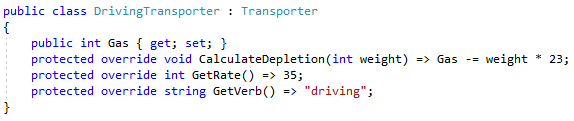 public class DrivingTransporter : Transporter
{
    public int Gas { get; set; }
    protected override void CalculateDepletion(int weight) => Gas -= weight * 23;
    protected override int GetRate() => 35;
    protected override string GetVerb() => "driving";
}